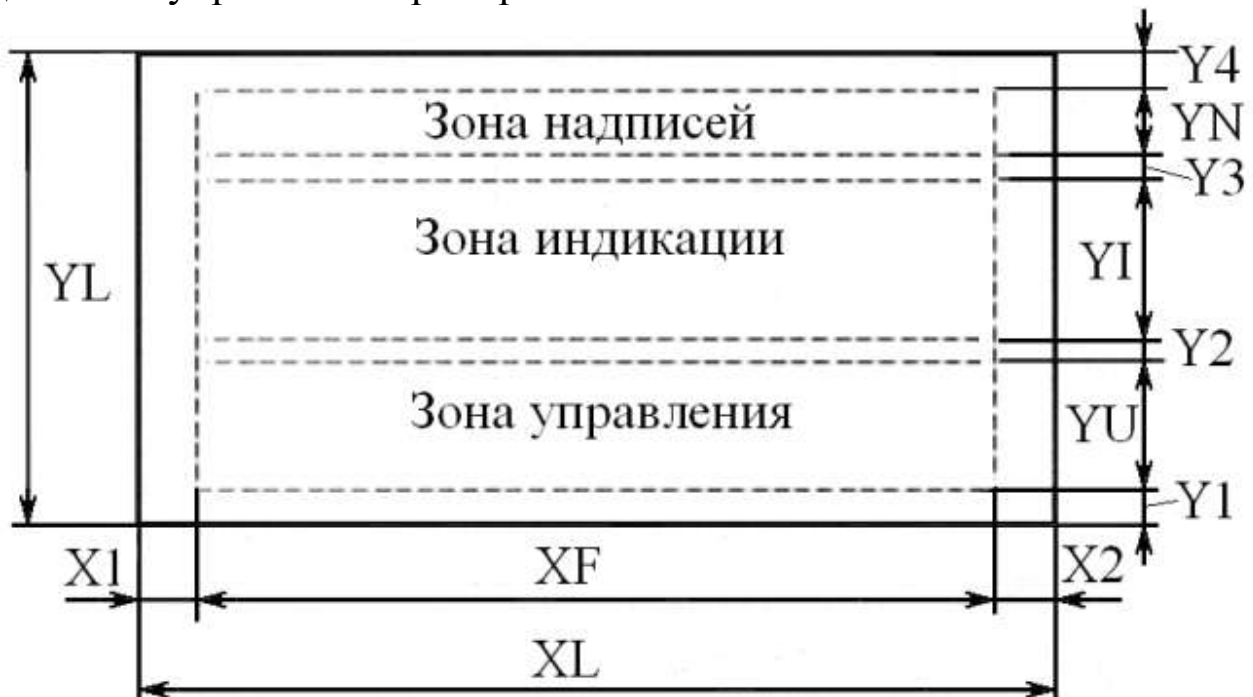 Y4
Зона надписей
YN
Y3
Зона индикации
YI
YL
Y2
Зона управления
YU
Y1
X1
XF
X2
XL